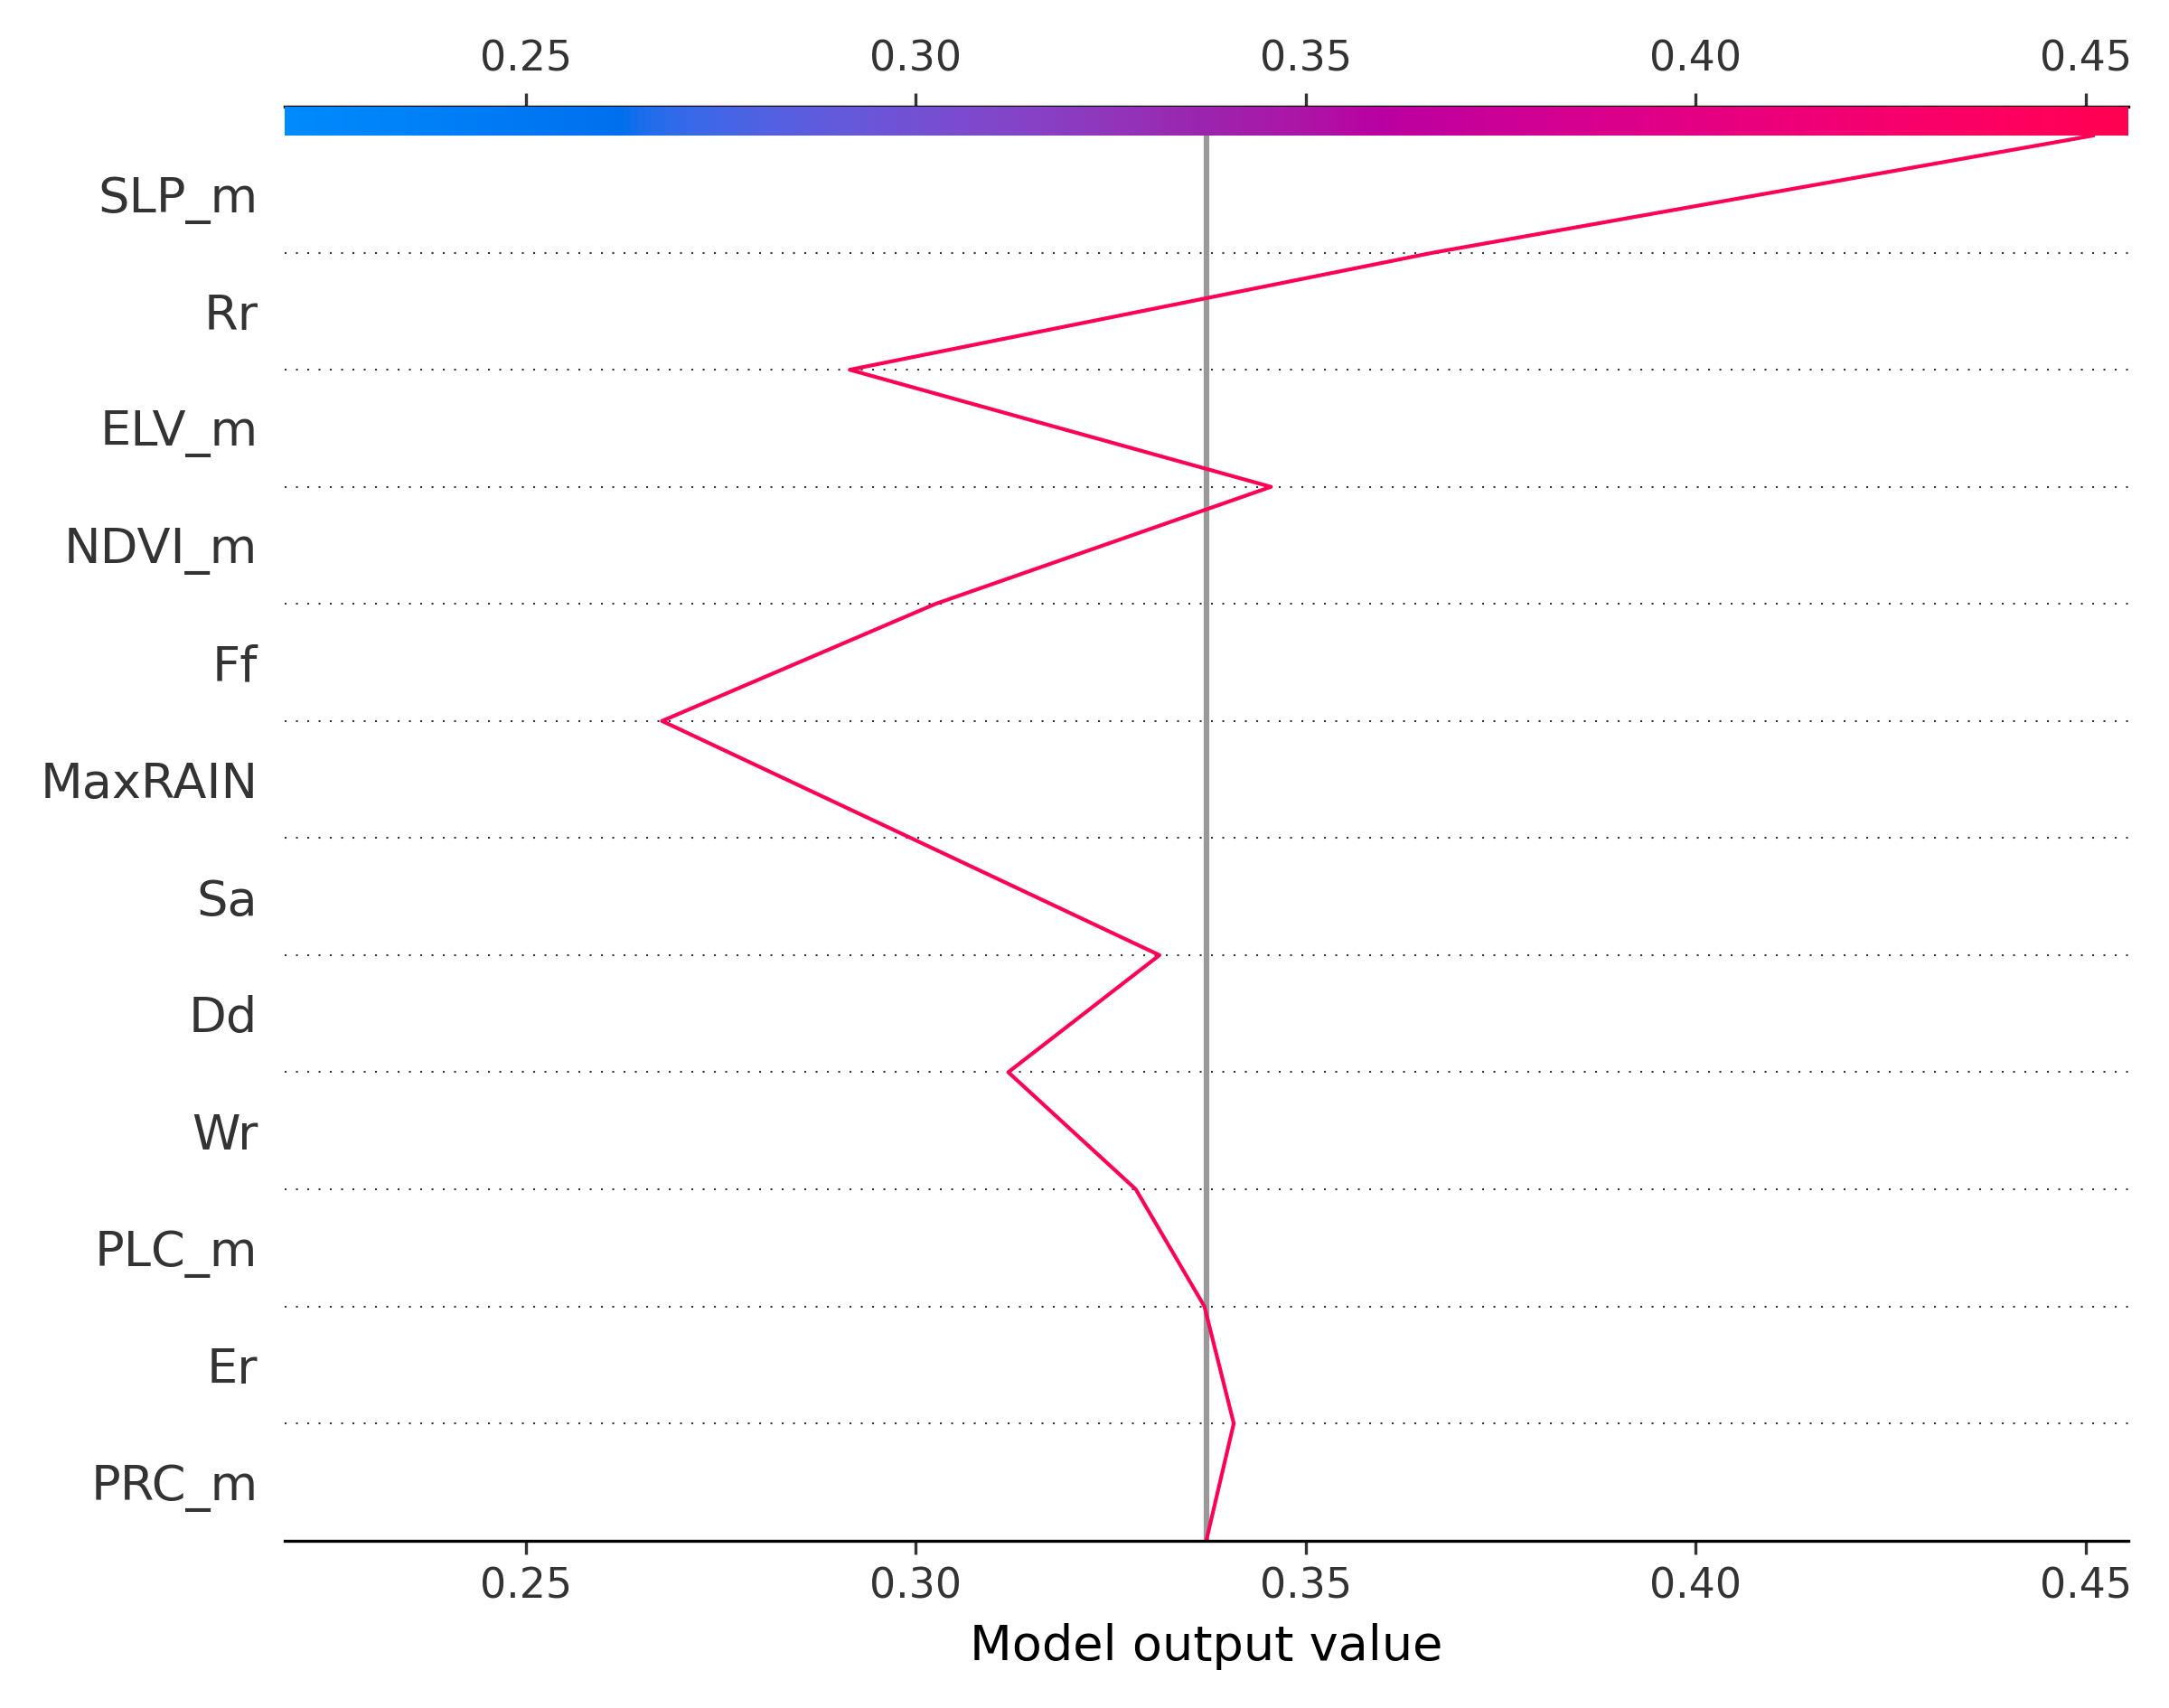 0.25 0.30 0.35 0.40 0.45
SLP_m
Rr
ELV_m
NDVI_m
Ff
MaxRAIN
Sa
Dd
Wr
PLC_m
Er
PRC_m
0.25 0.30 0.35 0.40 0.45
Model output value